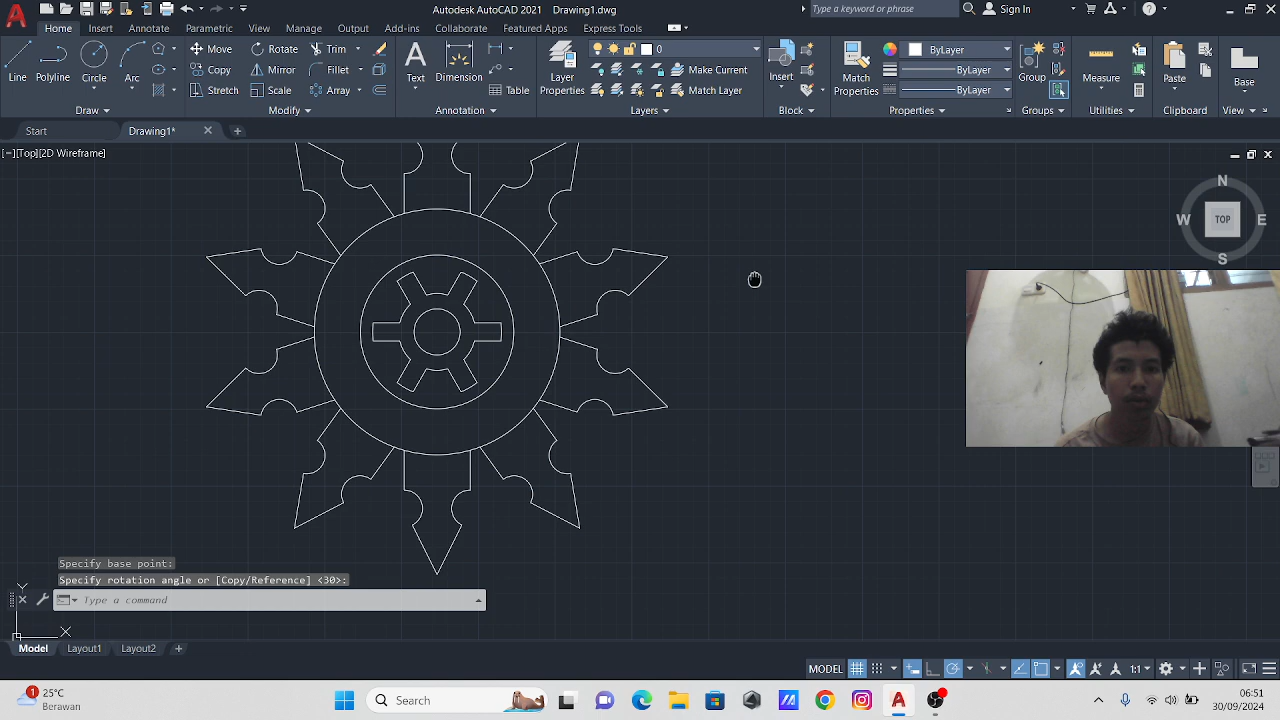 Autodesk AutoCAD 2021 Drawing1.dwg
Type a keyword or phrase
Sign In
Home Insert Annotate Parametric View Manage Output Add-ins Collaborate Express Tools Featured Apps
Line Polyline Circle Arc
Move Rotate Trim
Copy Mirror Fillet
Stretch Scale Array
Text Dimension Table
Layer Properties
0
Make Current
Match Layer
Insert
Match Properties
ByLayer
ByLayer
ByLayer
Group
Measure
Paste
Base
Draw Modify Annotation Layers Block Properties Groups Utilities Clipboard View
Start Drawing1*
[−][Top][2D Wireframe]
N
W TOP E
S
Specify base point:
Specify rotation angle or [Copy/Reference] <30>:
Type a command
Y
X
Model Layout1 Layout2
MODEL 1:1
1
25°C
Berawan
Search
06:51
30/09/2024